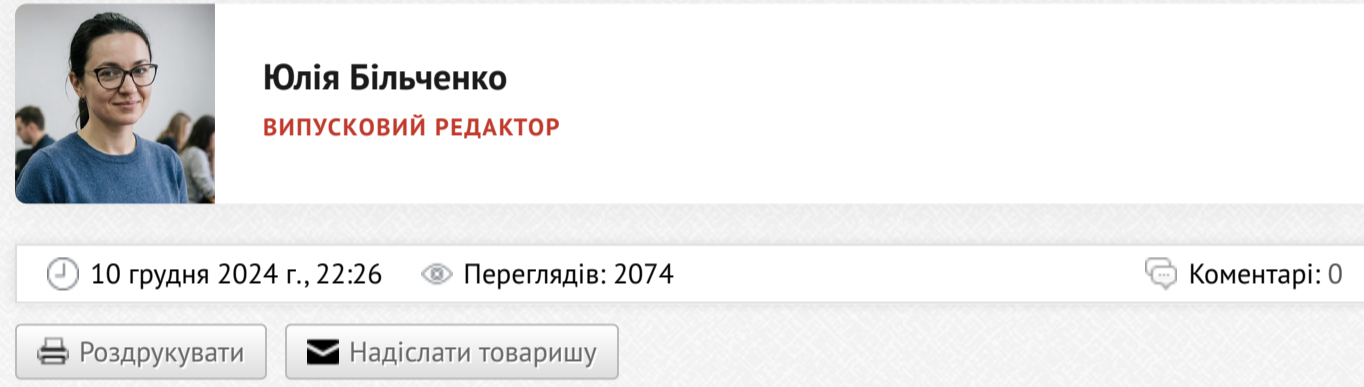 Юлія Більченко
ВИПУСКОВИЙ РЕДАКТОР
10 грудня 2024 г., 22:26 Переглядів: 2074 Коментарі: 0
Роздрукувати Надіслати товаришу